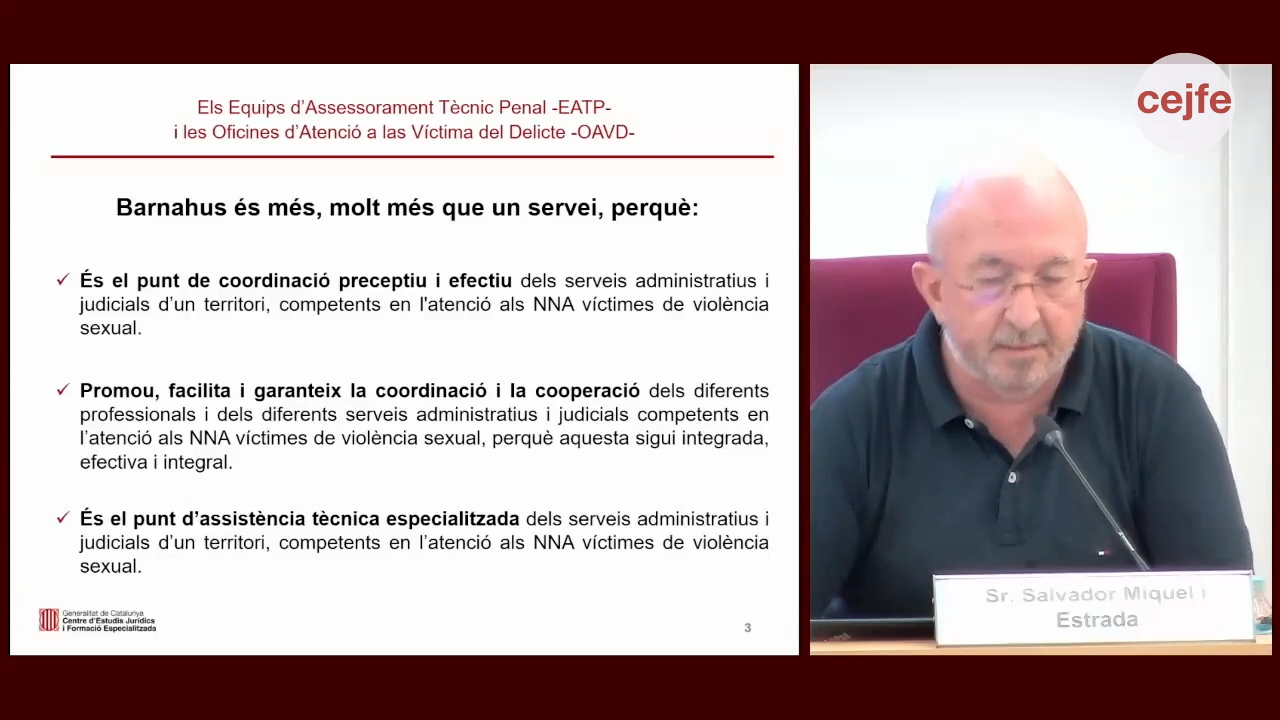 Els Equips d’Assessorament Tècnic Penal -EATP-
i les Oficines d’Atenció a las Víctima del Delicte -OAVD-
Barnahus és més, molt més que un servei, perquè:
✓ És el punt de coordinació preceptiu i efectiu dels serveis administratius i
judicials d’un territori, competents en l'atenció als NNA víctimes de violència
sexual.
✓ Promou, facilita i garanteix la coordinació i la cooperació dels diferents
professionals i dels diferents serveis administratius i judicials competents en
l’atenció als NNA víctimes de violència sexual, perquè aquesta sigui integrada,
efectiva i integral.
✓ És el punt d’assistència tècnica especialitzada dels serveis administratius i
judicials d’un territori, competents en l’atenció als NNA víctimes de violència
sexual.
Generalitat de Catalunya
Centre d'Estudis Jurídics
i Formació Especialitzada
3
cejfe
Sr. Salvador Miquel i
Estrada